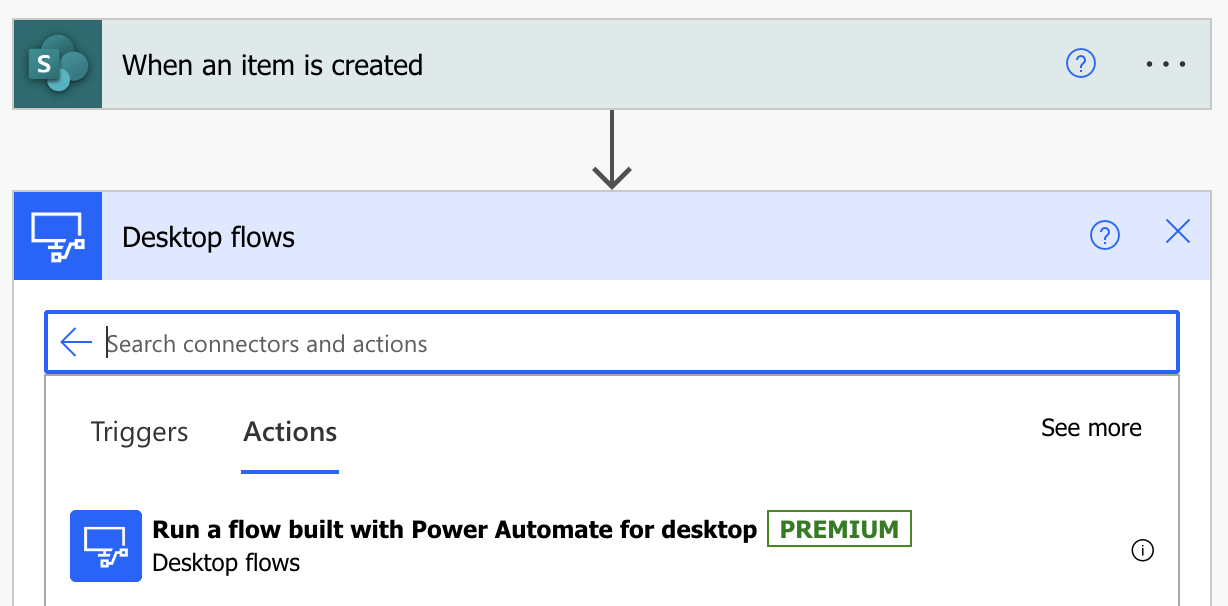 S
When an item is created
?
Desktop flows
?
Search connectors and actions
Triggers
Actions
See more
Run a flow built with Power Automate for desktop PREMIUM
Desktop flows
i